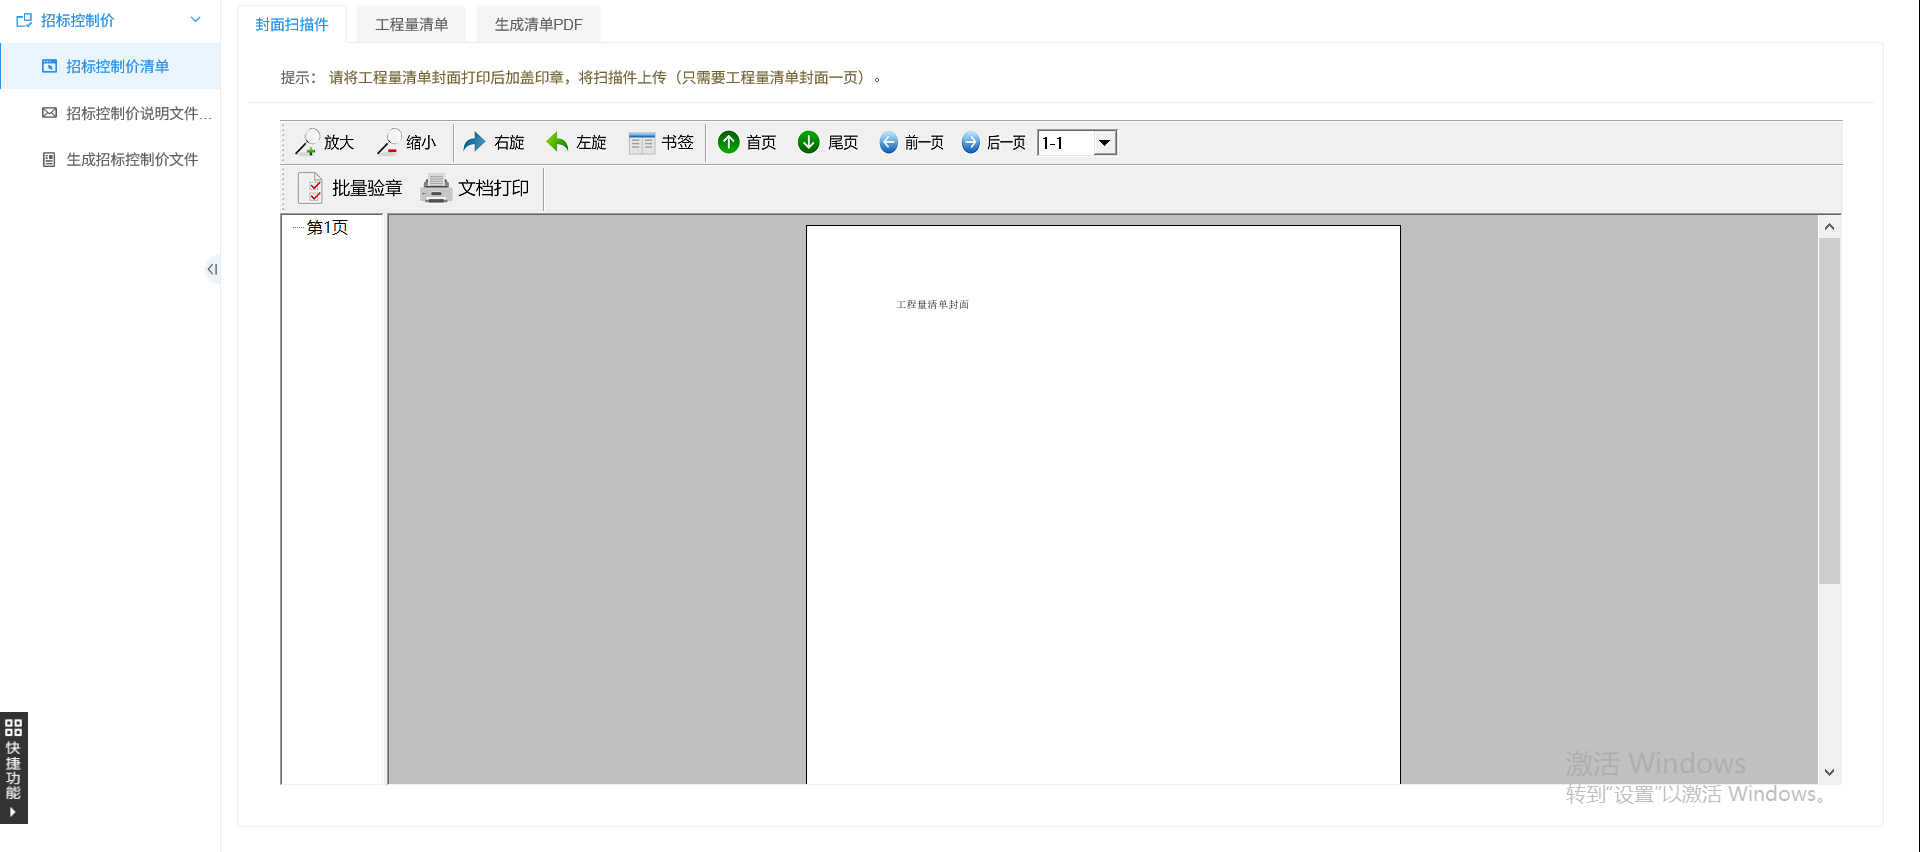 招标控制价
招标控制价清单
招标控制价说明文件...
生成招标控制价文件
封面扫描件 工程量清单 生成清单PDF
提示： 请将工程量清单封面打印后加盖印章，将扫描件上传（只需要工程量清单封面一页）。
放大 缩小 右旋 左旋 书签 首页 尾页 前一页 后一页 1-1
批量验章 文档打印
第1页
工程量清单封面
快捷功能
激活 Windows
转到"设置"以激活 Windows。